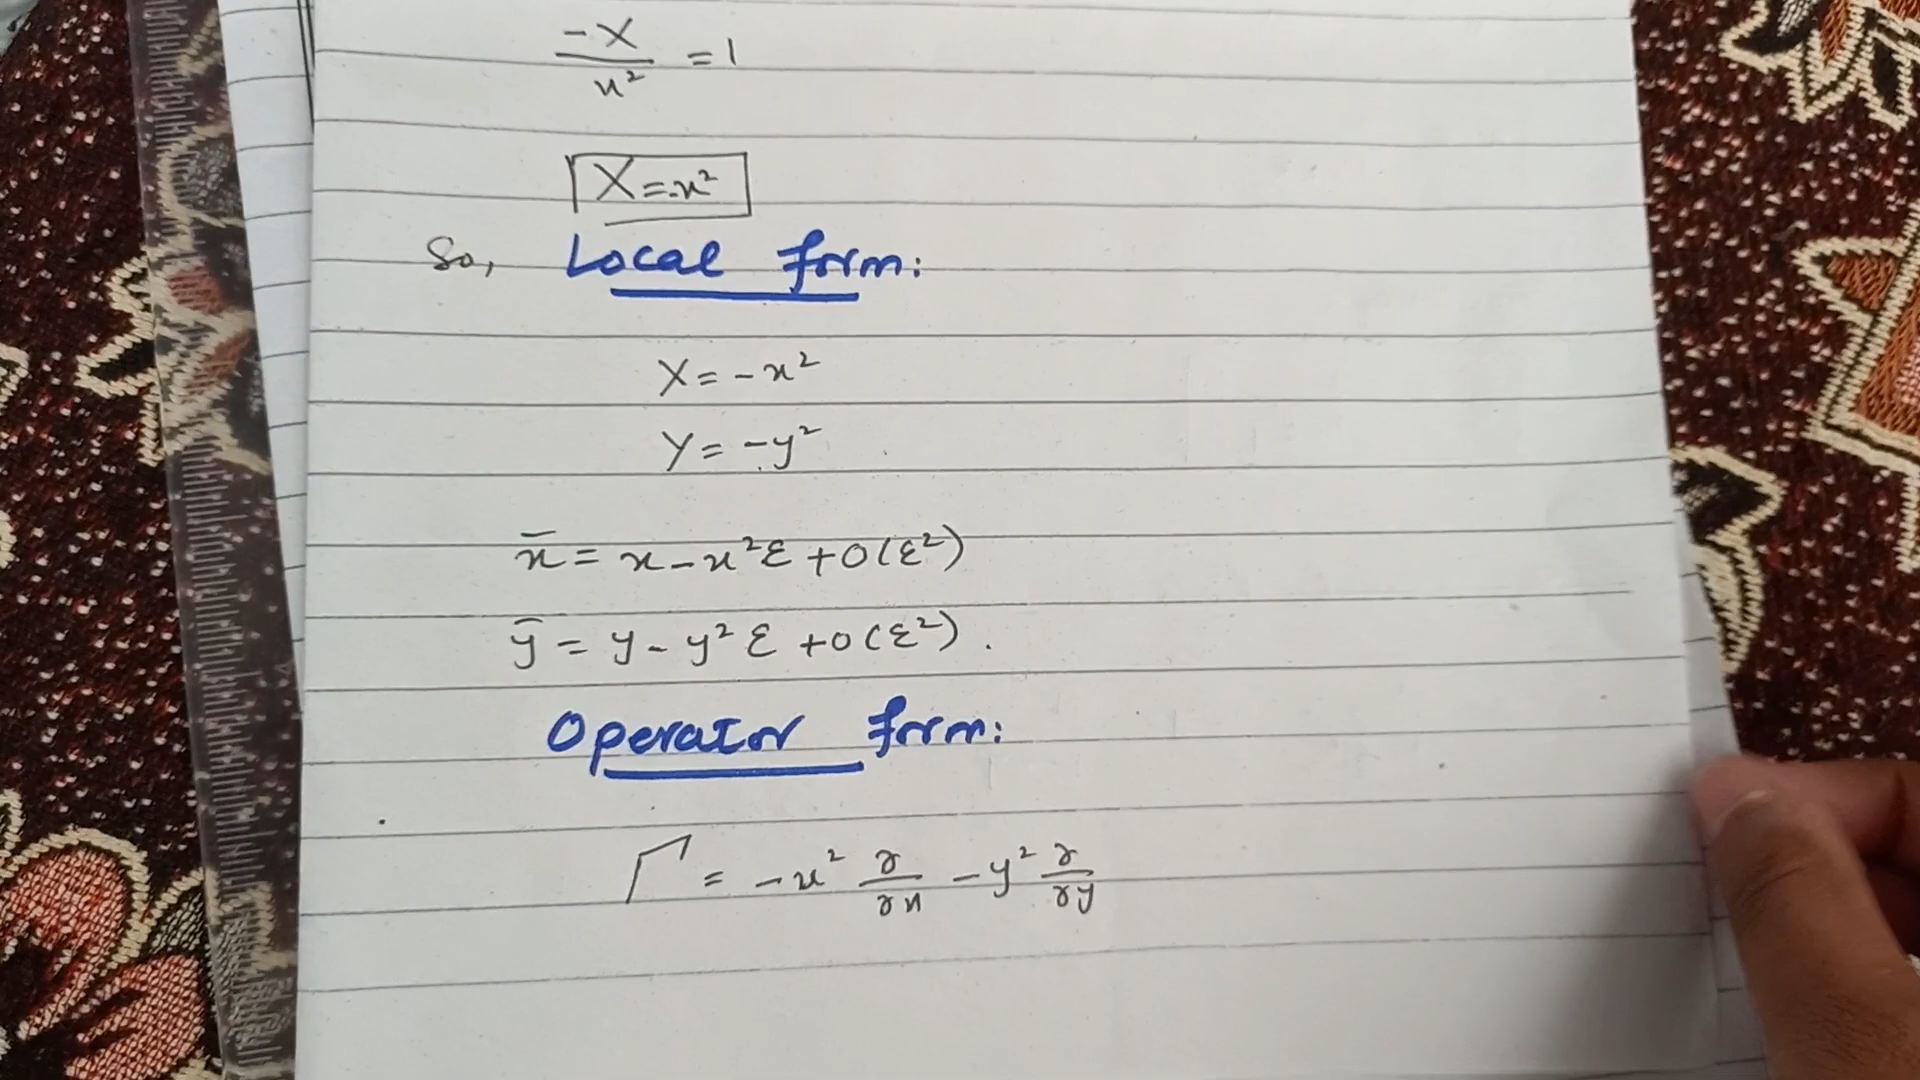 -X/x² = 1
X = -x²
So, Local form:
X = -x²
Y = -y²
x̄ = x - x²ε + O(ε²)
ȳ = y - y²ε + O(ε²).
Operator form:
Γ = -x² ∂/∂x - y² ∂/∂y